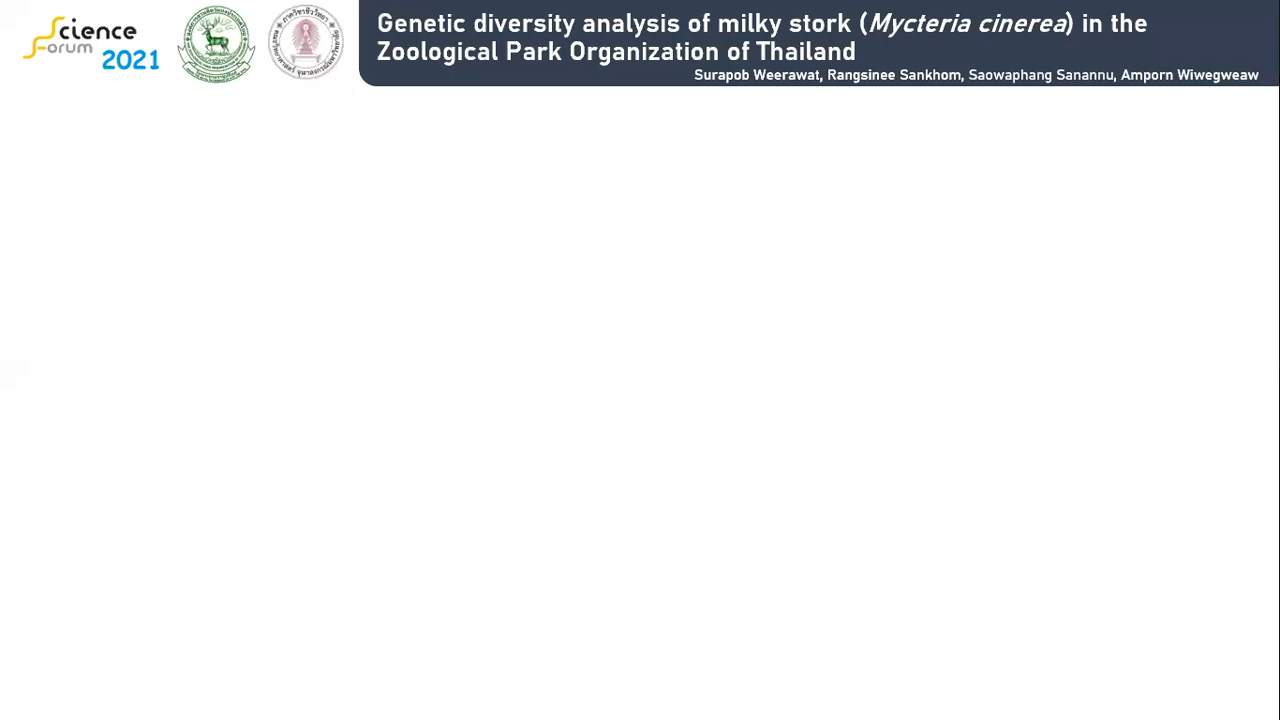 Science
Forum
2021
Genetic diversity analysis of milky stork (Mycteria cinerea) in the
Zoological Park Organization of Thailand
Surapob Weerawat, Rangsinee Sankhom, Saowaphang Sanannu, Amporn Wiwegweaw